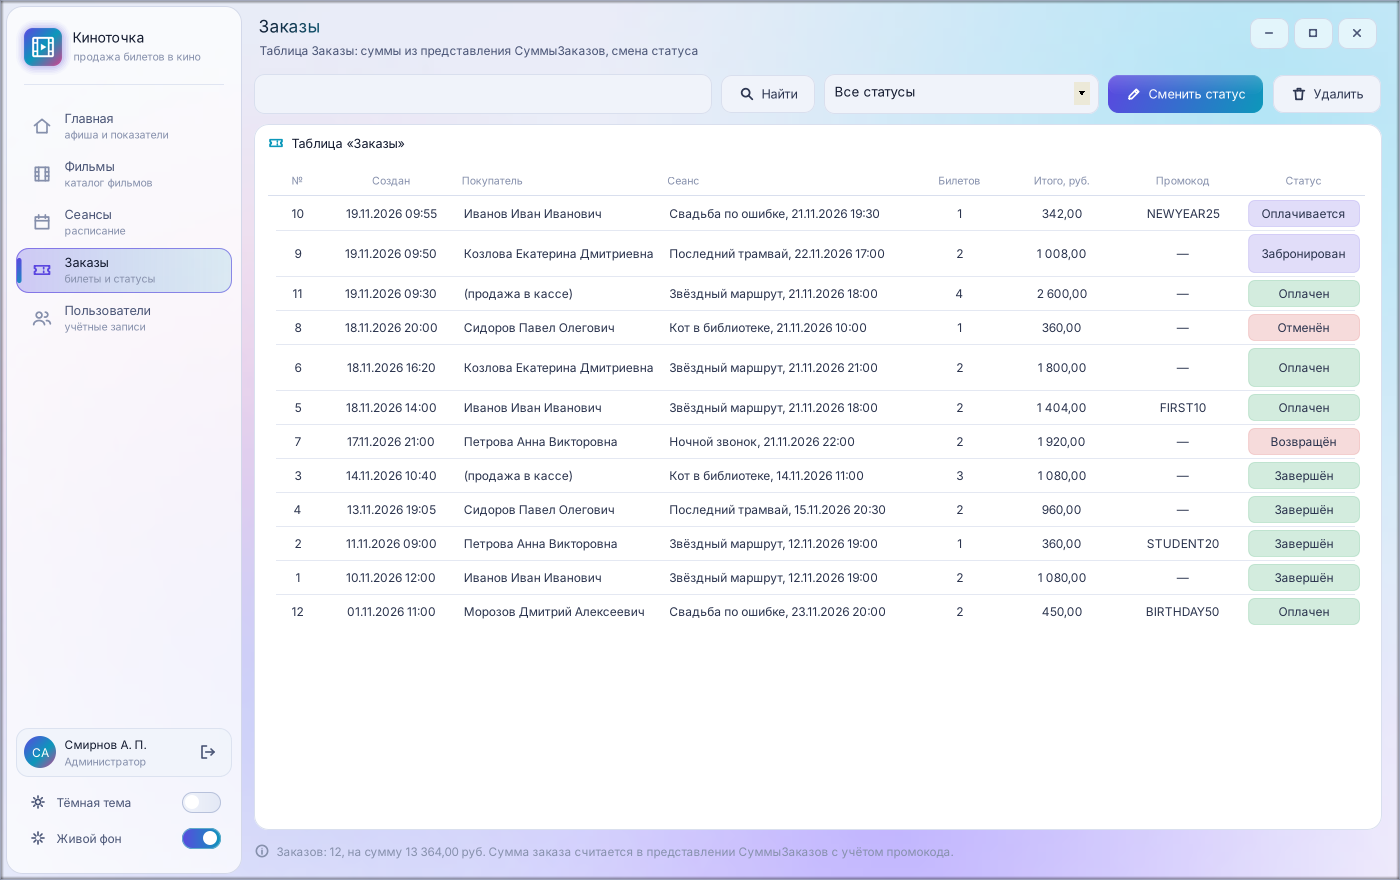 Киноточка
продажа билетов в кино
Главная
афиша и показатели
Фильмы
каталог фильмов
Сеансы
расписание
Заказы
билеты и статусы
Пользователи
учётные записи
СА
Смирнов А. П.
Администратор
Тёмная тема
Живой фон
Заказы
Таблица Заказы: суммы из представления СуммыЗаказов, смена статуса
Найти Все статусы Сменить статус Удалить
Таблица «Заказы»
№ Создан Покупатель Сеанс Билетов Итого, руб. Промокод Статус
10 19.11.2026 09:55 Иванов Иван Иванович Свадьба по ошибке, 21.11.2026 19:30 1 342,00 NEWYEAR25 Оплачивается
9 19.11.2026 09:50 Козлова Екатерина Дмитриевна Последний трамвай, 22.11.2026 17:00 2 1 008,00 — Забронирован
11 19.11.2026 09:30 (продажа в кассе) Звёздный маршрут, 21.11.2026 18:00 4 2 600,00 — Оплачен
8 18.11.2026 20:00 Сидоров Павел Олегович Кот в библиотеке, 21.11.2026 10:00 1 360,00 — Отменён
6 18.11.2026 16:20 Козлова Екатерина Дмитриевна Звёздный маршрут, 21.11.2026 21:00 2 1 800,00 — Оплачен
5 18.11.2026 14:00 Иванов Иван Иванович Звёздный маршрут, 21.11.2026 18:00 2 1 404,00 FIRST10 Оплачен
7 17.11.2026 21:00 Петрова Анна Викторовна Ночной звонок, 21.11.2026 22:00 2 1 920,00 — Возвращён
3 14.11.2026 10:40 (продажа в кассе) Кот в библиотеке, 14.11.2026 11:00 3 1 080,00 — Завершён
4 13.11.2026 19:05 Сидоров Павел Олегович Последний трамвай, 15.11.2026 20:30 2 960,00 — Завершён
2 11.11.2026 09:00 Петрова Анна Викторовна Звёздный маршрут, 12.11.2026 19:00 1 360,00 STUDENT20 Завершён
1 10.11.2026 12:00 Иванов Иван Иванович Звёздный маршрут, 12.11.2026 19:00 2 1 080,00 — Завершён
12 01.11.2026 11:00 Морозов Дмитрий Алексеевич Свадьба по ошибке, 23.11.2026 20:00 2 450,00 BIRTHDAY50 Оплачен
Заказов: 12, на сумму 13 364,00 руб. Сумма заказа считается в представлении СуммыЗаказов с учётом промокода.